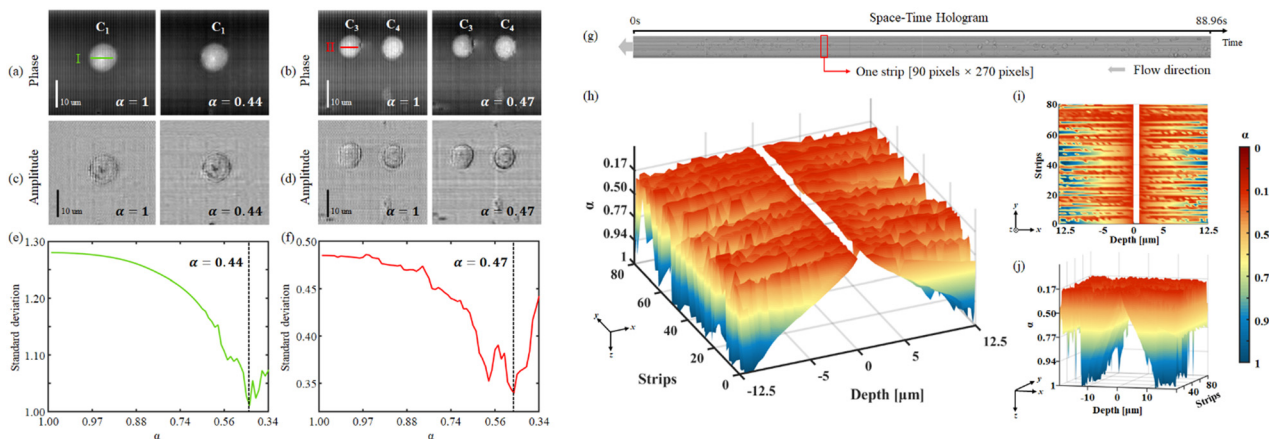 (a)
Phase
C1
I
10 um
α = 1
C1
α = 0.44
(b)
Phase
C3
C4
II
10 um
α = 1
C3
C4
α = 0.47
(c)
Amplitude
10 um
α = 1
α = 0.44
(d)
Amplitude
10 um
α = 1
α = 0.47
(e)
1.30
1.20
1.10
1.00
Standard deviation
α = 0.44
1.00
0.97
0.91
0.74
0.56
0.34
α
(f)
0.50
0.45
0.40
0.35
Standard deviation
α = 0.47
1.00
0.97
0.91
0.74
0.56
0.34
α
Space-Time Hologram
(g)
0s
88.96s
Time
One strip [90 pixels × 270 pixels]
Flow direction
(h)
α
0.17
0.50
0.77
0.94
1
80
60
40
20
0
Strips
-12.5
-5
0
5
12.5
Depth [μm]
y
x
z
(i)
Strips
80
60
40
20
0
12.5
5
0
5
12.5
Depth [μm]
y
z
x
(j)
α
0.17
0.50
0.94
1
-10
0
10
Depth [μm]
40
80
Strips
y
x
z
α
0
0.1
0.2
0.3
0.4
0.5
1